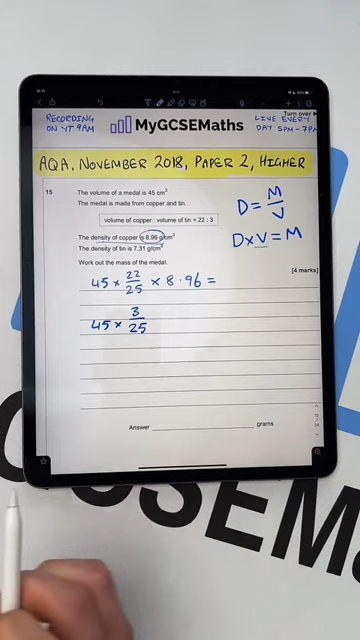 Turn over
RECORDING
ON YT 9AM
MyGCSEMaths
LIVE EVERY
DAY 5PM-7PM
AQA, NOVEMBER 2018, PAPER 2, HIGHER
15
The volume of a medal is 45 cm³
The medal is made from copper and tin.
volume of copper : volume of tin = 22 : 3
The density of copper is 8.96 g/cm³
The density of tin is 7.31 g/cm³
Work out the mass of the medal.
[4 marks]
D = M/V
D × V = M
45 × 22/25 × 8.96 =
45 × 3/25
Answer grams
GCSEM